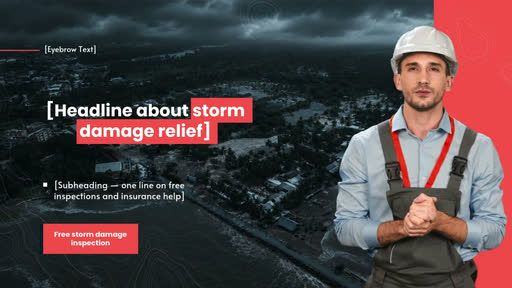 [Eyebrow Text]
[Headline about storm
damage relief]
[Subheading — one line on free
inspections and insurance help]
Free storm damage
inspection